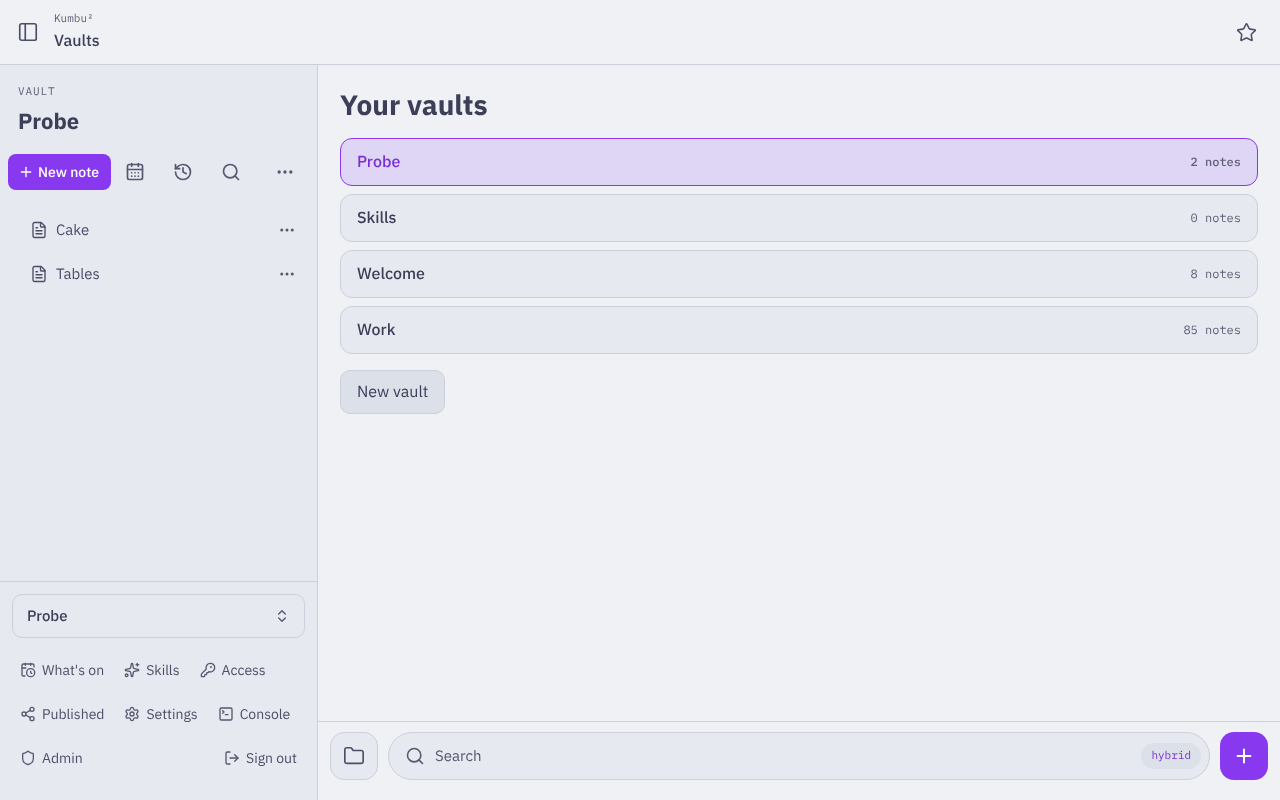 Kumbu²
Vaults
VAULT
Probe
New note
Cake
Tables
Probe
What's on
Skills
Access
Published
Settings
Console
Admin
Sign out
Your vaults
Probe 2 notes
Skills 0 notes
Welcome 8 notes
Work 85 notes
New vault
Search hybrid